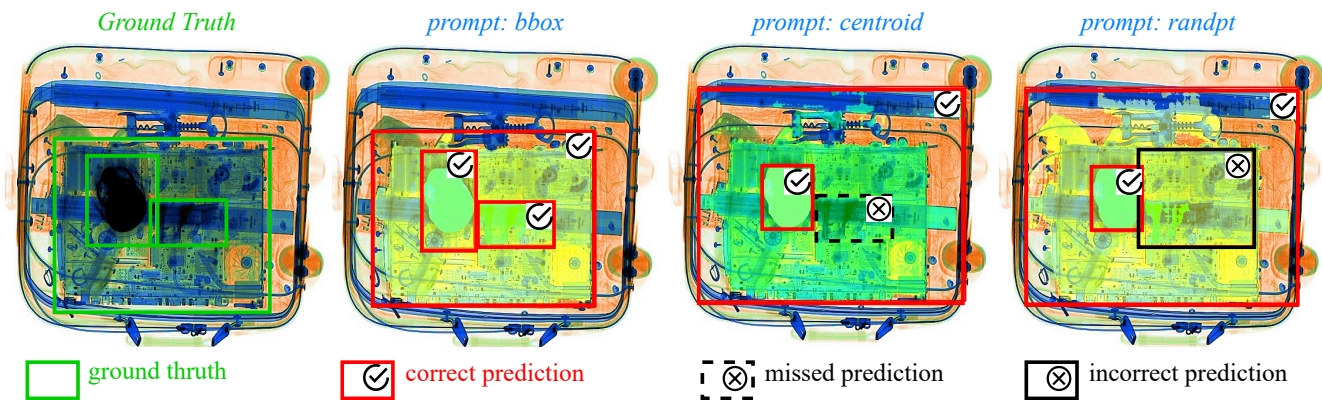 Ground Truth prompt: bbox prompt: centroid prompt: randpt
ground thruth correct prediction missed prediction incorrect prediction